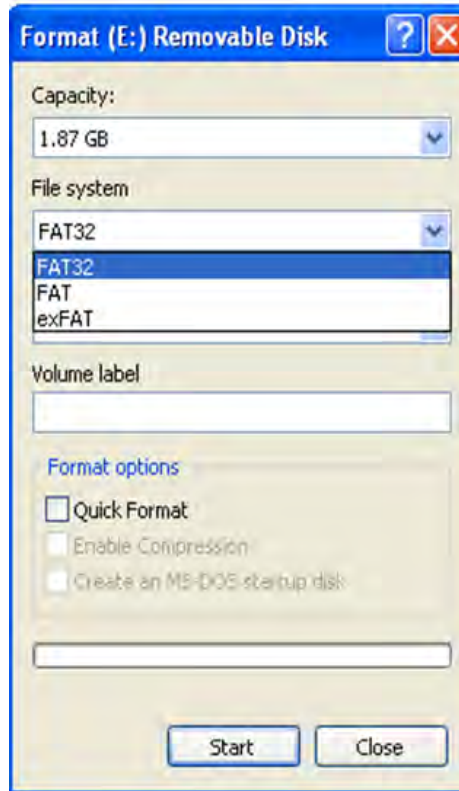 Format (E:) Removable Disk
Capacity:
1.87 GB
File system
FAT32
FAT32
FAT
exFAT
Volume label
Format options
Quick Format
Enable Compression
Create an MS-DOS startup disk
Start Close